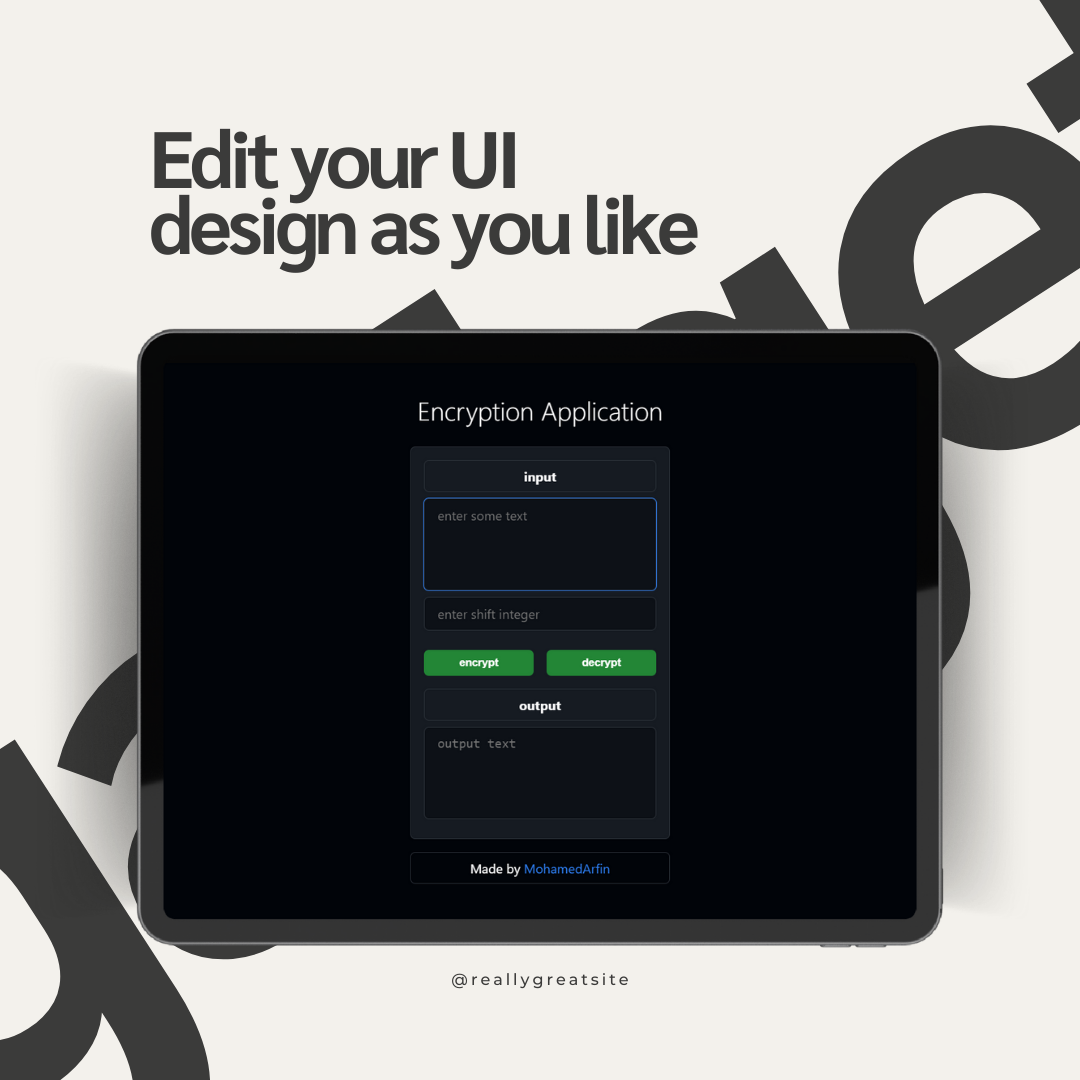 Edit your UI
design as you like
Encryption Application
input
enter some text
enter shift integer
encrypt
decrypt
output
output text
Made by MohamedArfin
@reallygreatsite